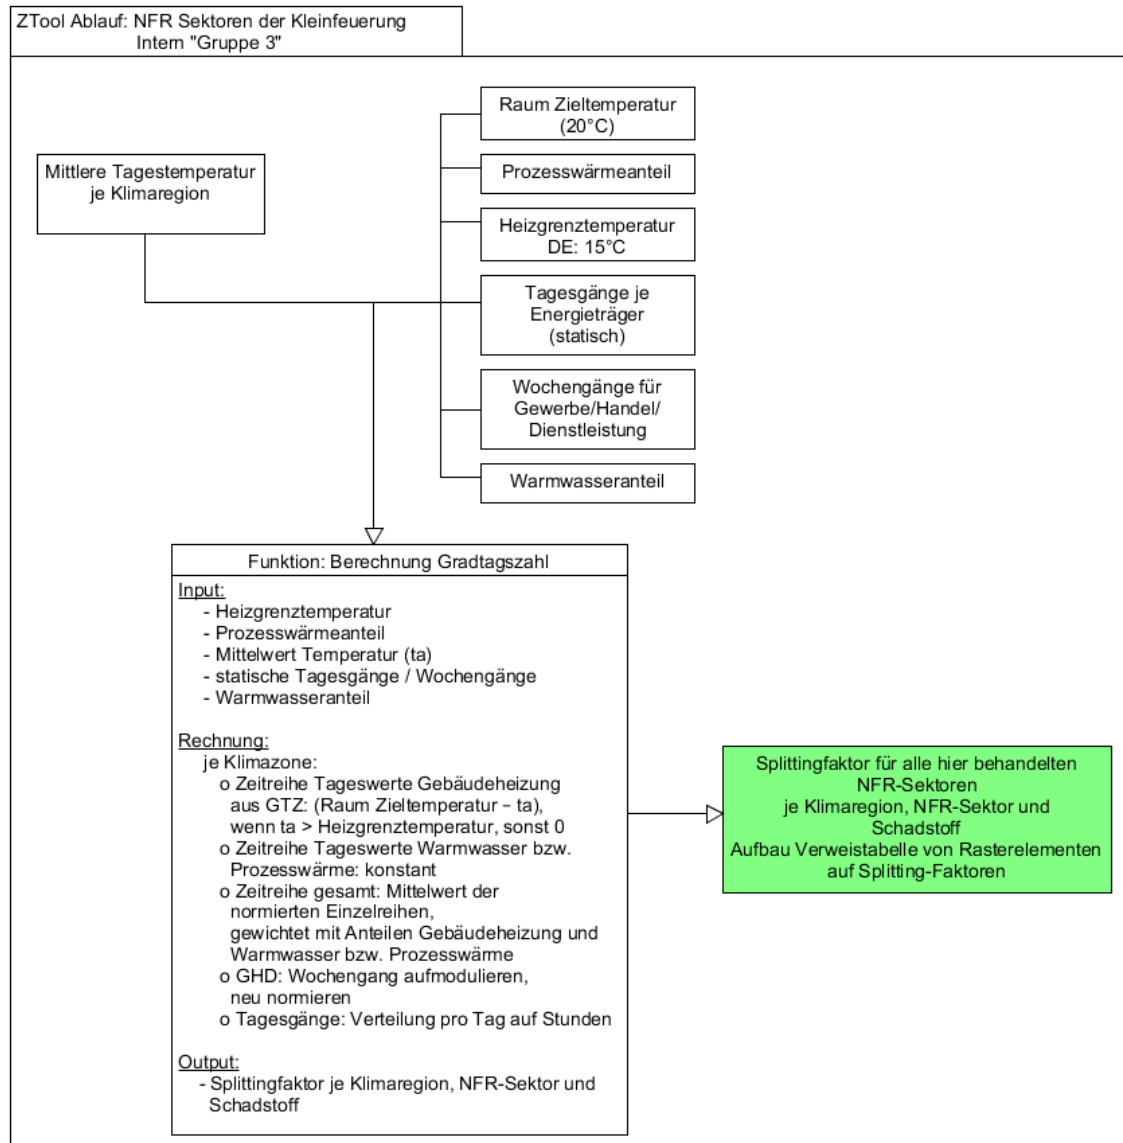 ZTool Ablauf: NFR Sektoren der Kleinfeuerung
Intern "Gruppe 3"
Mittlere Tagestemperatur
je Klimaregion
Raum Zieltemperatur
(20°C)
Prozesswärmeanteil
Heizgrenztemperatur
DE: 15°C
Tagesgänge je
Energieträger
(statisch)
Wochengänge für
Gewerbe/Handel/
Dienstleistung
Warmwasseranteil
Funktion: Berechnung Gradtagszahl
Input:
- Heizgrenztemperatur
- Prozesswärmeanteil
- Mittelwert Temperatur (ta)
- statische Tagesgänge / Wochengänge
- Warmwasseranteil
Rechnung:
je Klimazone:
o Zeitreihe Tageswerte Gebäudeheizung
aus GTZ: (Raum Zieltemperatur – ta),
wenn ta > Heizgrenztemperatur, sonst 0
o Zeitreihe Tageswerte Warmwasser bzw.
Prozesswärme: konstant
o Zeitreihe gesamt: Mittelwert der
normierten Einzelreihen,
gewichtet mit Anteilen Gebäudeheizung und
Warmwasser bzw. Prozesswärme
o GHD: Wochengang aufmodulieren,
neu normieren
o Tagesgänge: Verteilung pro Tag auf Stunden
Output:
- Splittingfaktor je Klimaregion, NFR-Sektor und
Schadstoff
Splittingfaktor für alle hier behandelten
NFR-Sektoren
je Klimaregion, NFR-Sektor und
Schadstoff
Aufbau Verweistabelle von Rasterelementen
auf Splitting-Faktoren